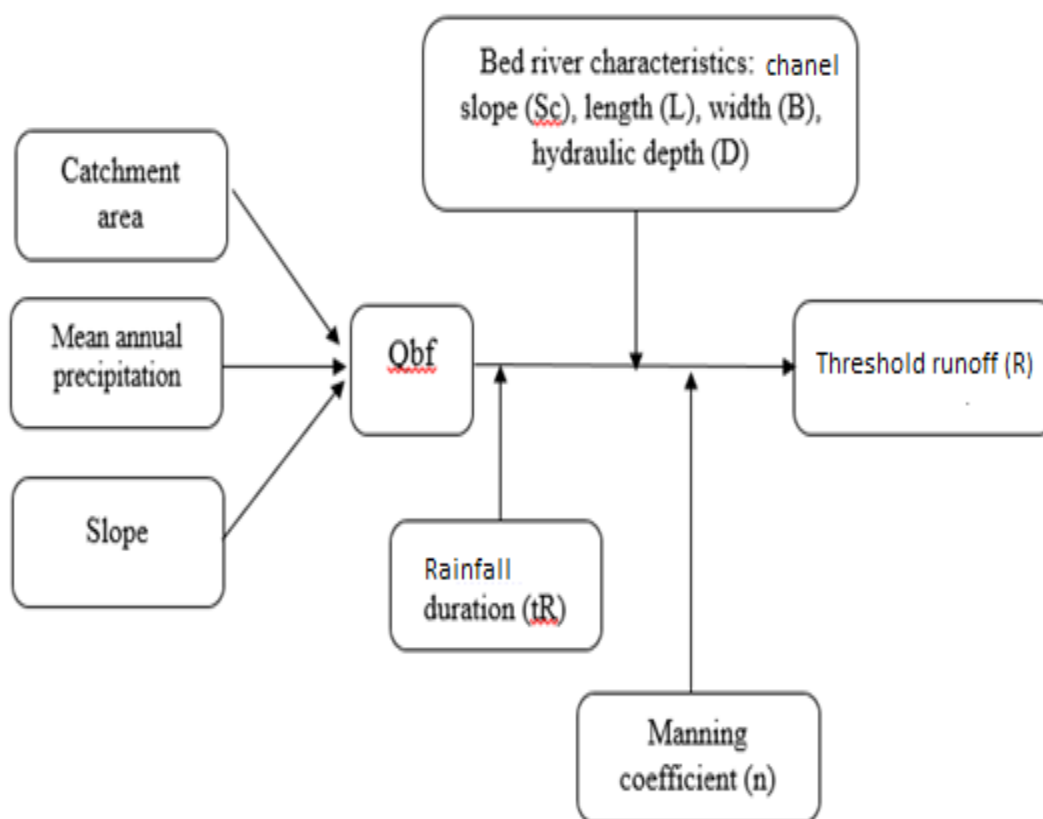 Bed river characteristics: chanel
slope (Sc), length (L), width (B),
hydraulic depth (D)
Catchment
area
Mean annual
precipitation
Slope
Qbf
Threshold runoff (R)
.
Rainfall
duration (tR)
Manning
coefficient (n)